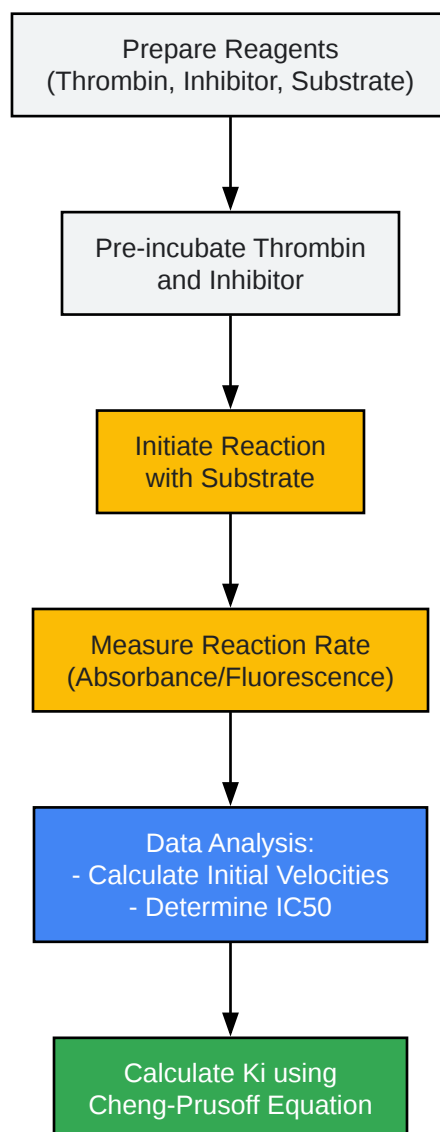 Prepare Reagents
(Thrombin, Inhibitor, Substrate)
Pre-incubate Thrombin
and Inhibitor
Initiate Reaction
with Substrate
Measure Reaction Rate
(Absorbance/Fluorescence)
Data Analysis:
- Calculate Initial Velocities
- Determine IC50
Calculate Ki using
Cheng-Prusoff Equation